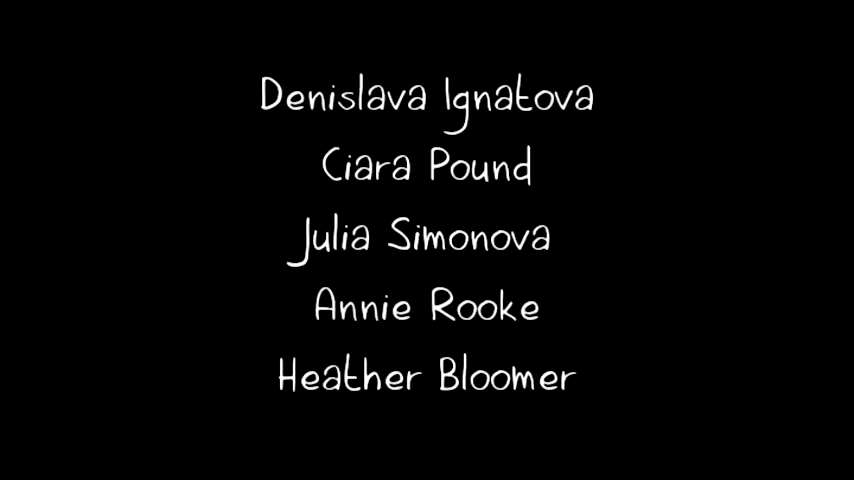 Denislava Ignatova
Ciara Pound
Julia Simonova
Annie Rooke
Heather Bloomer